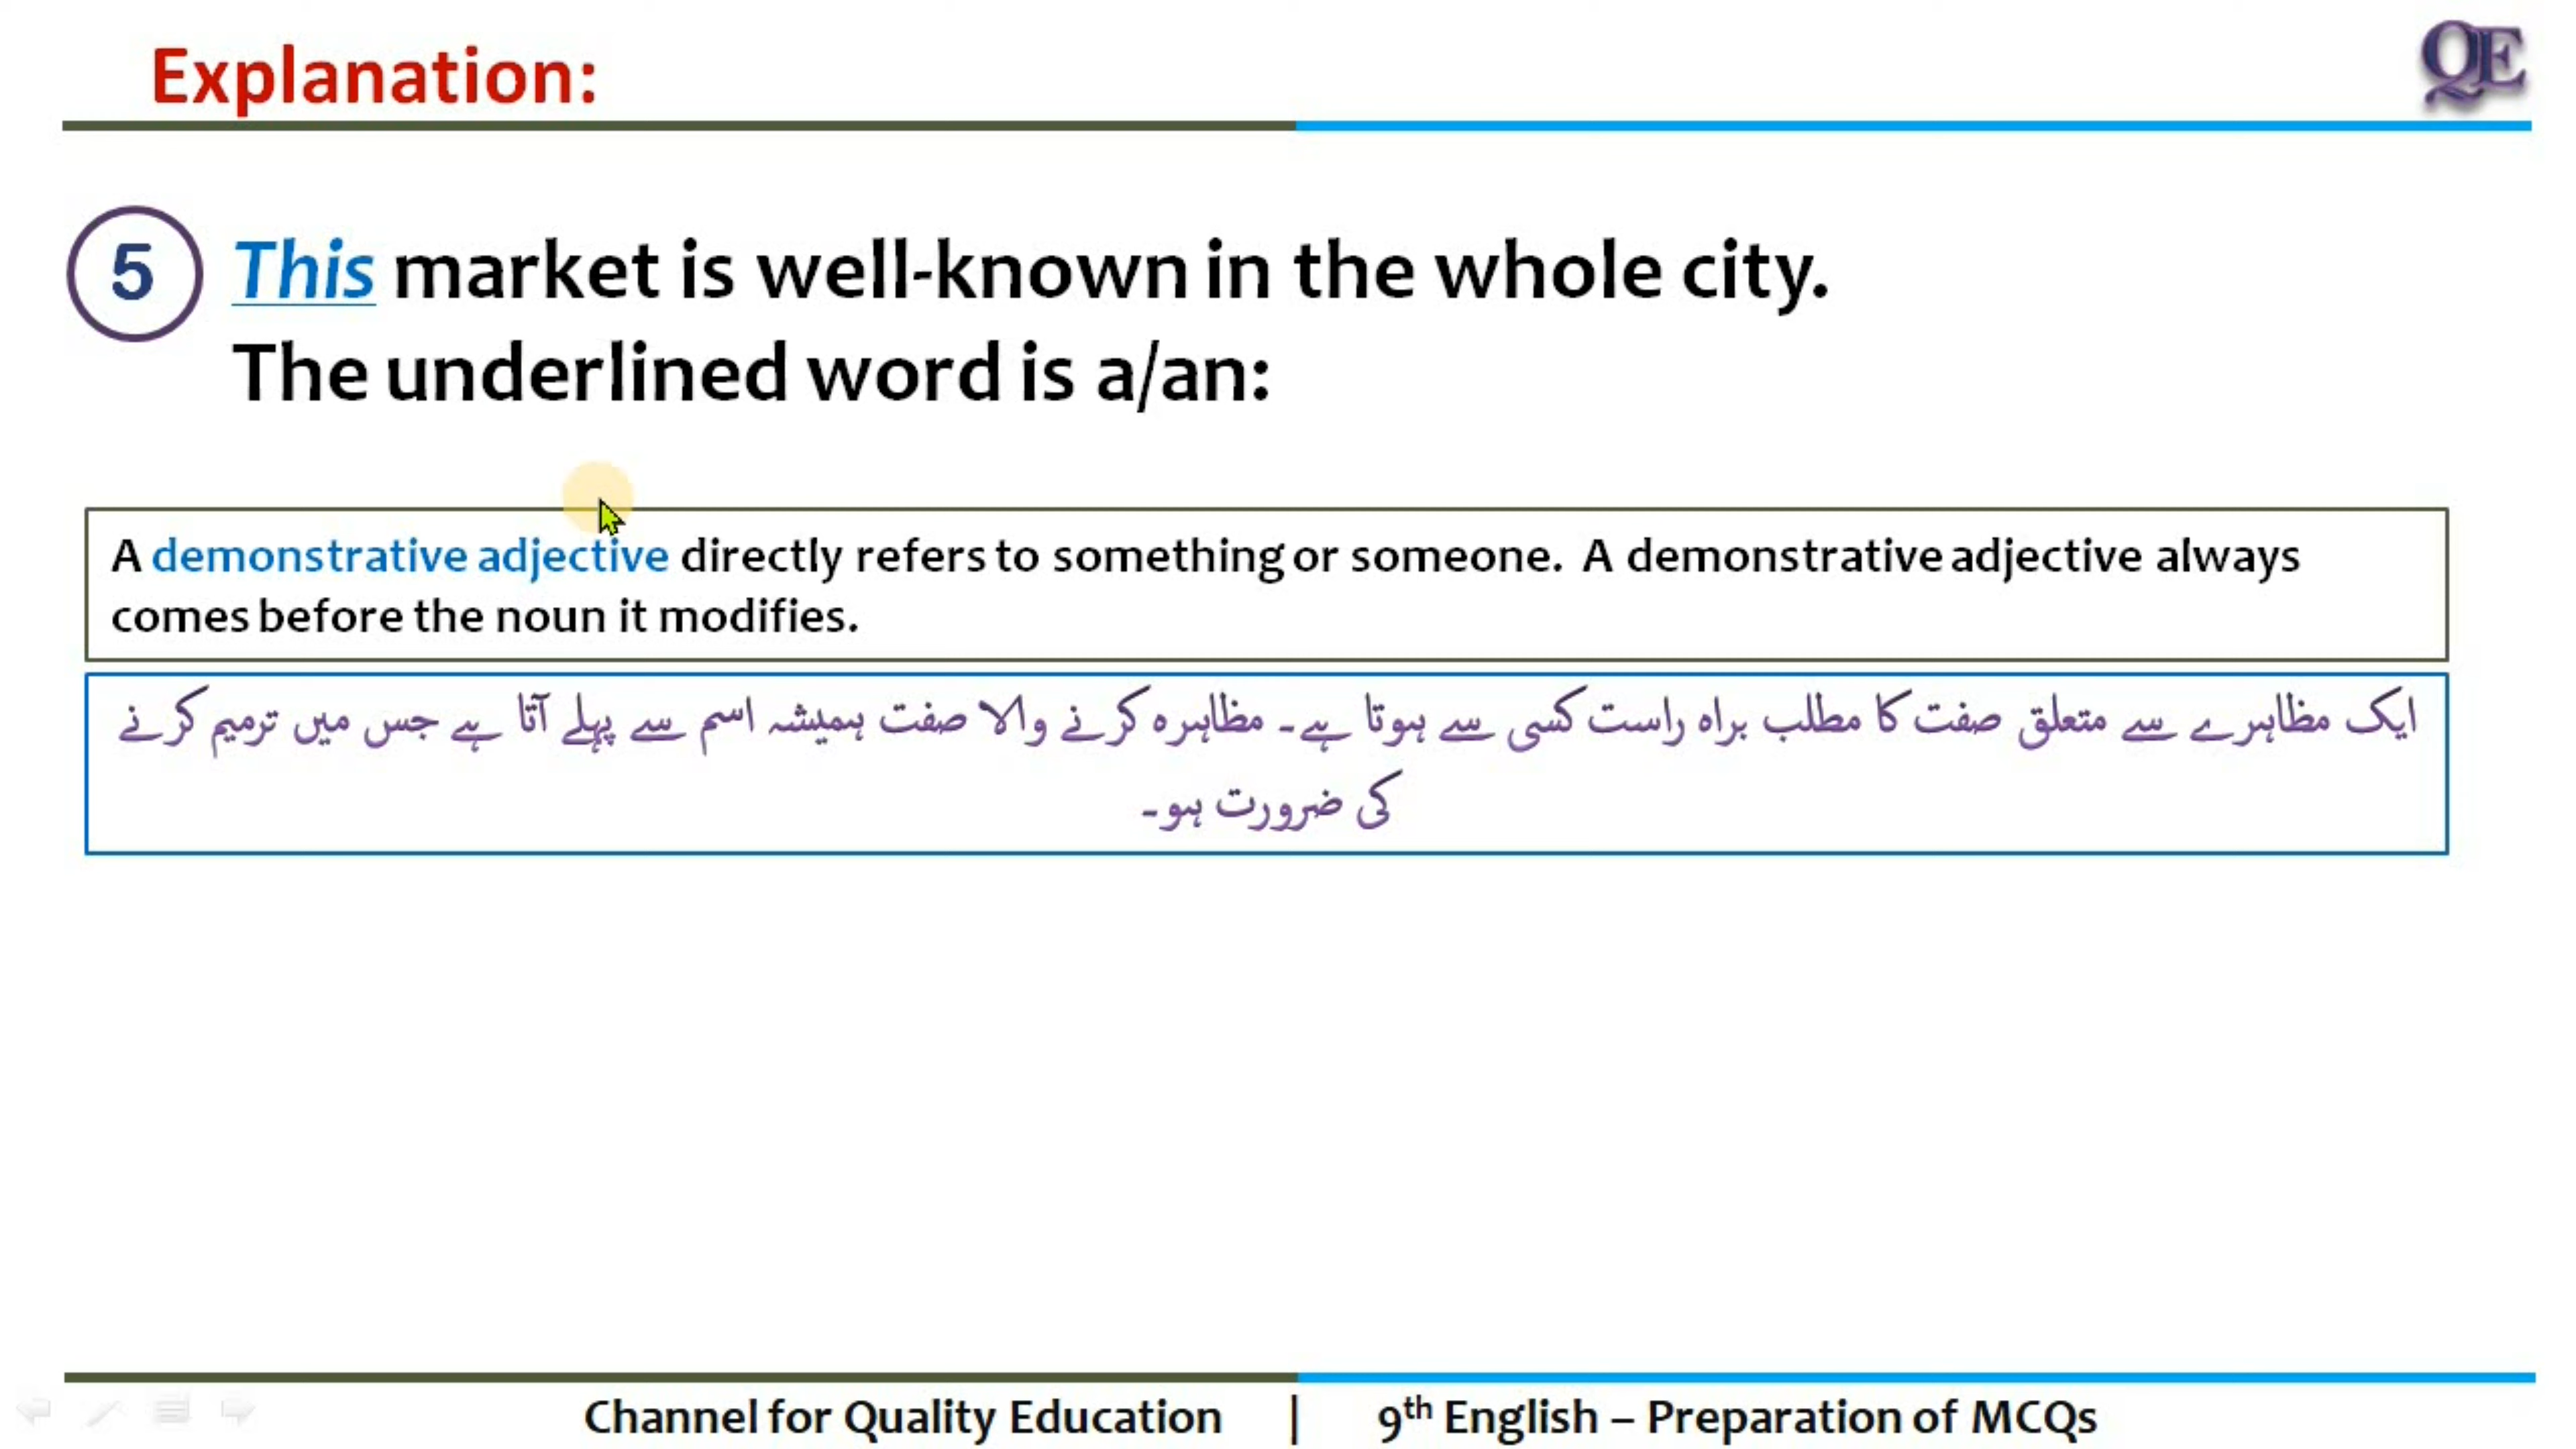 Explanation:
QE
5
This market is well-known in the whole city.
The underlined word is a/an:
A demonstrative adjective directly refers to something or someone. A demonstrative adjective always
comes before the noun it modifies.
ایک مظاہرے سے متعلق صفت کا مطلب براہ راست کسی سے ہوتا ہے۔ مظاہرہ کرنے والا صفت ہمیشہ اسم سے پہلے آتا ہے جس میں ترمیم کرنے
کی ضرورت ہو۔
Channel for Quality Education | 9th English – Preparation of MCQs